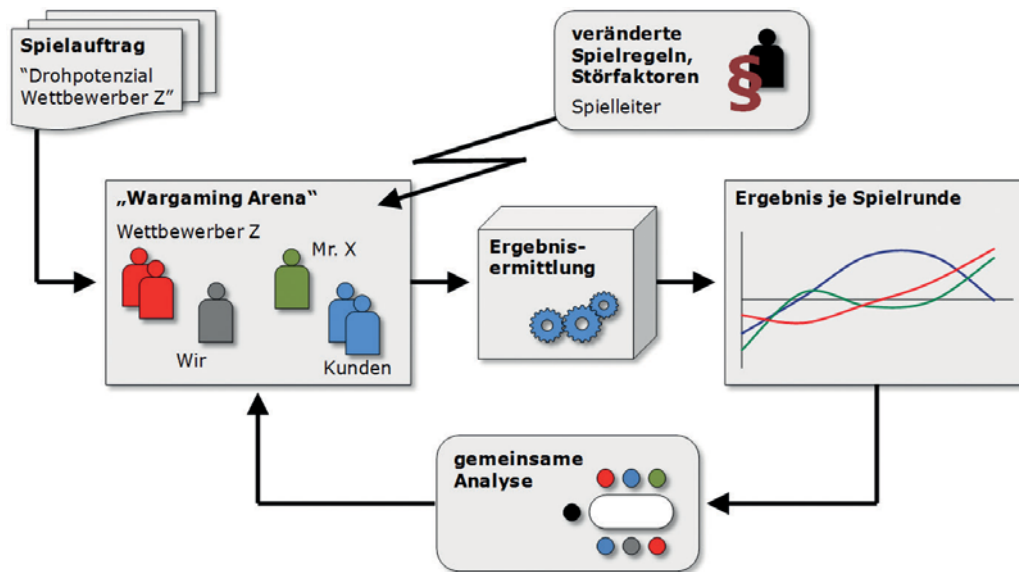 Spielauftrag
"Drohpotenzial
Wettbewerber Z"
veränderte
Spielregeln,
Störfaktoren
Spielleiter
§
„Wargaming Arena“
Wettbewerber Z
Mr. X
Wir
Kunden
Ergebnis-
ermittlung
Ergebnis je Spielrunde
gemeinsame
Analyse